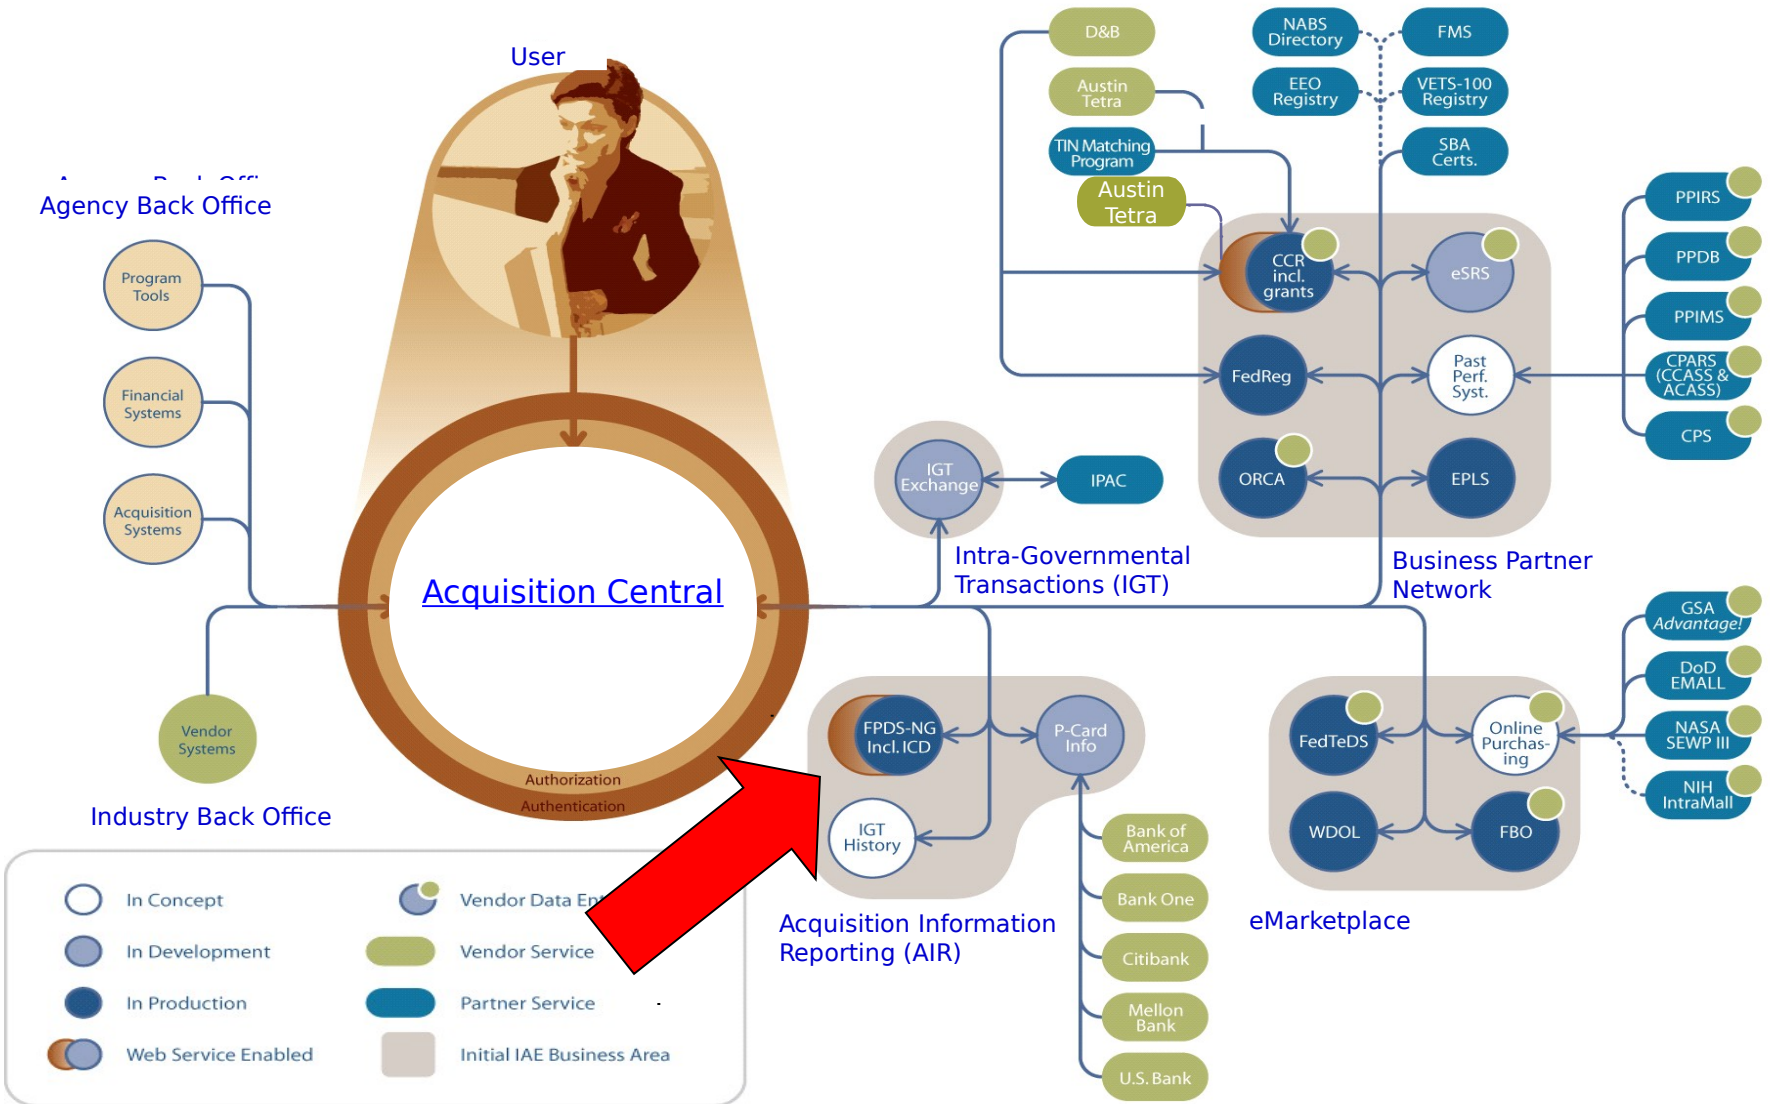 User
Agency Back Office
Program
Tools
Financial
Systems
Acquisition
Systems
Vendor
Systems
Industry Back Office
Acquisition Central
Authorization
Authentication
D&B
Austin
Tetra
TIN Matching
Program
Austin
Tetra
NABS
Directory
EEO
Registry
FMS
VETS-100
Registry
SBA
Certs.
CCR
incl.
grants
eSRS
FedReg
Past
Perf.
Syst.
ORCA
EPLS
Business Partner
Network
PPIRS
PPDB
PPIMS
CPARS
(CCASS &
ACASS)
CPS
IGT
Exchange
IPAC
Intra-Governmental
Transactions (IGT)
FPDS-NG
Incl. ICD
P-Card
Info
IGT
History
Acquisition Information
Reporting (AIR)
Bank of
America
Bank One
Citibank
Mellon
Bank
U.S. Bank
FedTeDS
Online
Purchas-
ing
WDOL
FBO
eMarketplace
GSA
Advantage!
DoD
EMALL
NASA
SEWP III
NIH
IntraMall
In Concept
In Development
In Production
Web Service Enabled
Vendor Data
Vendor Service
Partner Service
Initial IAE Business Area